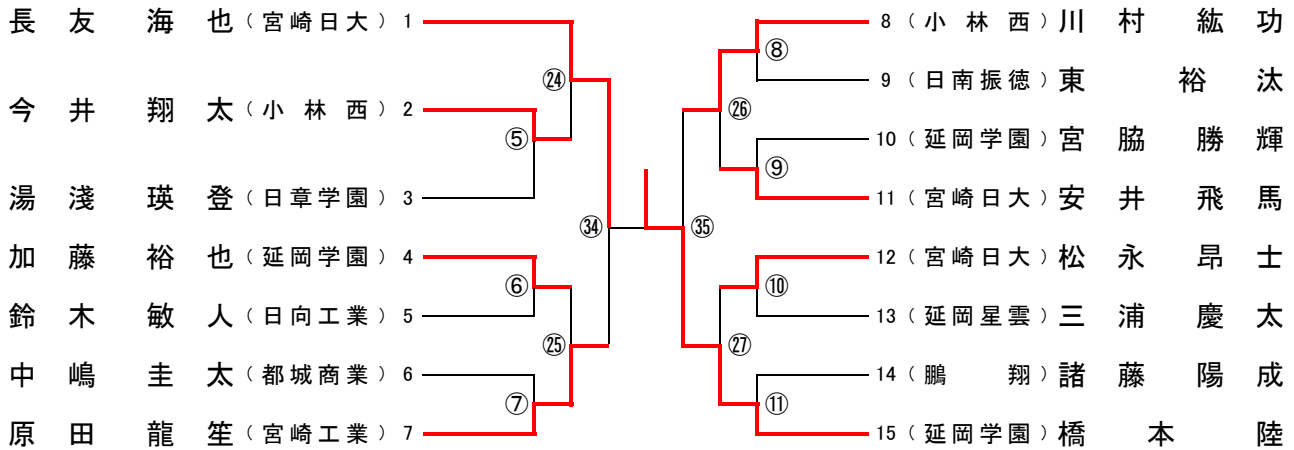 長友海也（宮崎日大）1
㉔
今井翔太（小林西）2
⑤
湯淺瑛登（日章学園）3
㉞
加藤裕也（延岡学園）4
⑥
鈴木敏人（日向工業）5
㉕
中嶋圭太（都城商業）6
⑦
原田龍笙（宮崎工業）7
8（小林西）川村紘功
⑧
9（日南振徳）東裕汰
㉖
10（延岡学園）宮脇勝輝
⑨
11（宮崎日大）安井飛馬
㉟
12（宮崎日大）松永昂士
⑩
13（延岡星雲）三浦慶太
㉗
14（鵬翔）諸藤陽成
⑪
15（延岡学園）橋本陸